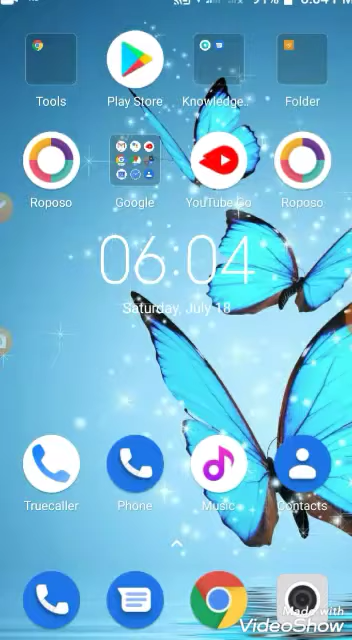 Tools
Play Store
Knowledge..
Folder
Roposo
Google
YouTube Go
Roposo
06 04
Saturday, July 18
Truecaller
Phone
Music
Contacts
Made with
VideoShow